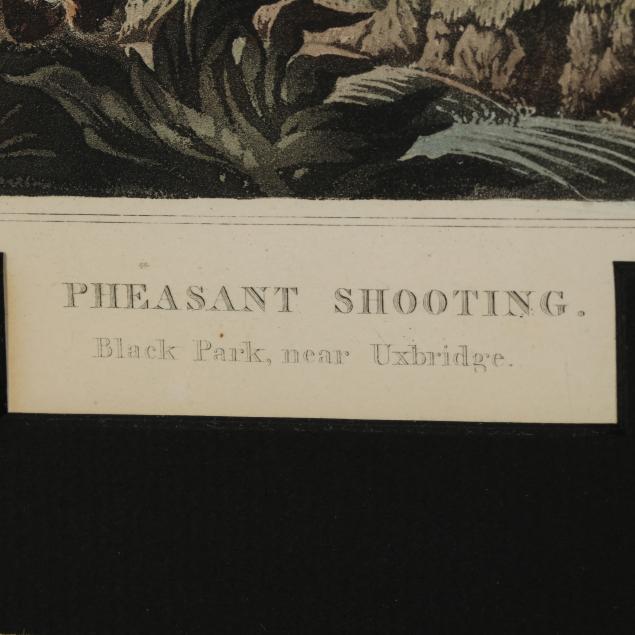 PHEASANT SHOOTING.
Black Park, near Uxbridge.